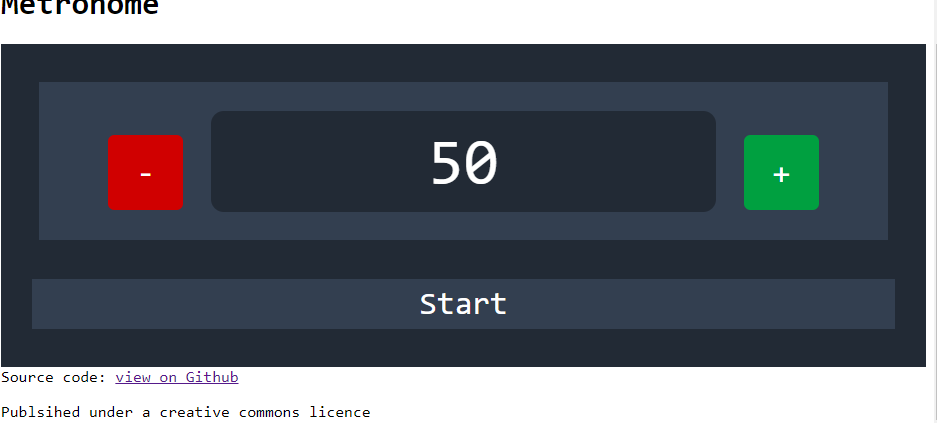 Metronome
- 50 +
Start
Source code: view on Github
Publsihed under a creative commons licence